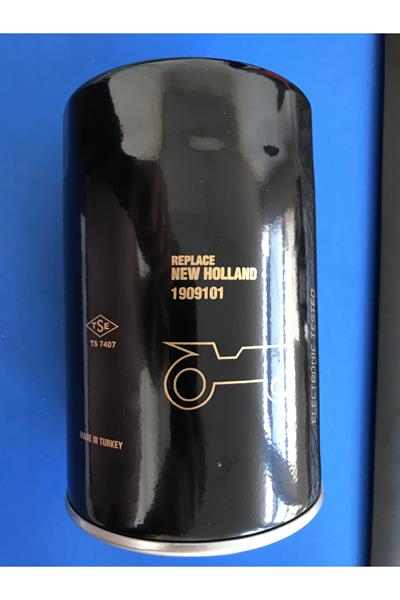 REPLACE
NEW HOLLAND
1909101
TSE
TS 7407
MADE IN TURKEY
ELECTRONIC TESTED